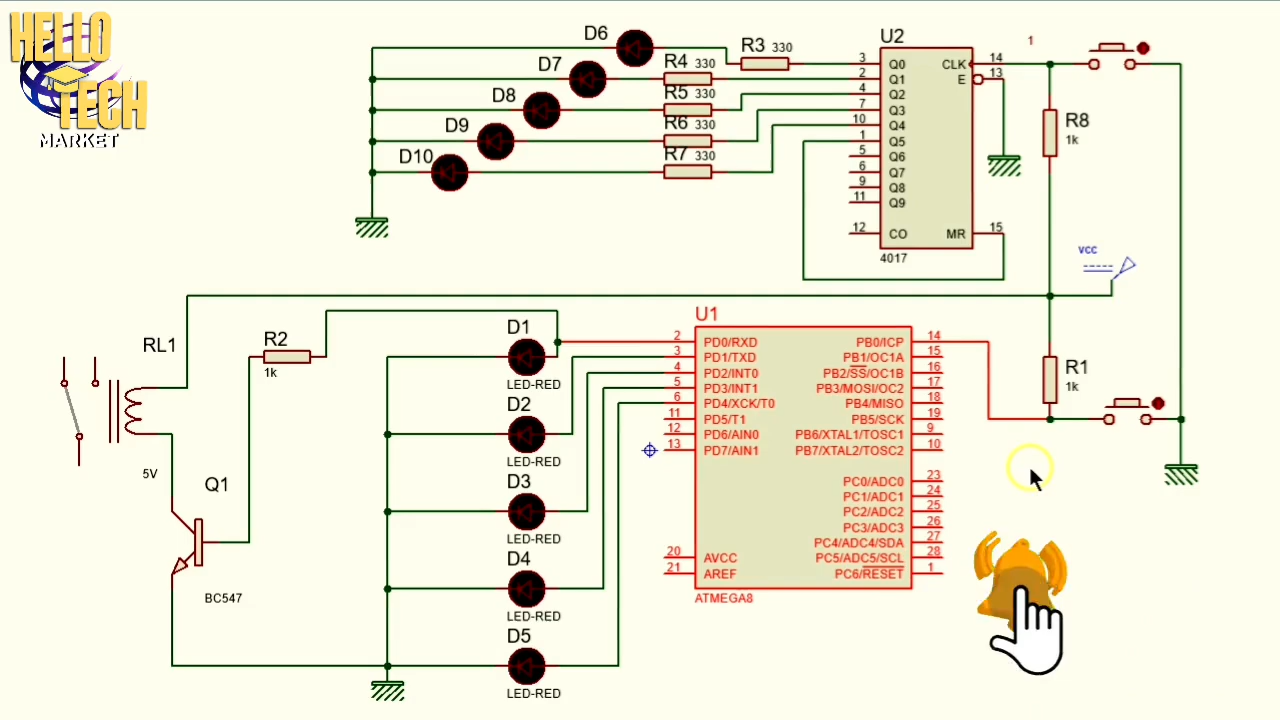 HELLO
TECH
MARKET
D6
R3 330
D7
R4 330
D8
R5 330
D9
R6 330
D10
R7 330
U2
3 Q0 CLK 14
2 Q1 E 13
4 Q2
7 Q3
10 Q4
1 Q5
5 Q6
6 Q7
9 Q8
11 Q9
12 CO MR 15
4017
1
R8
1k
vcc
RL1
5V
R2
1k
Q1
BC547
D1
LED-RED
D2
LED-RED
D3
LED-RED
D4
LED-RED
D5
LED-RED
U1
2 PD0/RXD PB0/ICP 14
3 PD1/TXD PB1/OC1A 15
4 PD2/INT0 PB2/SS/OC1B 16
5 PD3/INT1 PB3/MOSI/OC2 17
6 PD4/XCK/T0 PB4/MISO 18
11 PD5/T1 PB5/SCK 19
12 PD6/AIN0 PB6/XTAL1/TOSC1 9
13 PD7/AIN1 PB7/XTAL2/TOSC2 10
PC0/ADC0 23
PC1/ADC1 24
PC2/ADC2 25
PC3/ADC3 26
PC4/ADC4/SDA 27
20 AVCC PC5/ADC5/SCL 28
21 AREF PC6/RESET 1
ATMEGA8
R1
1k